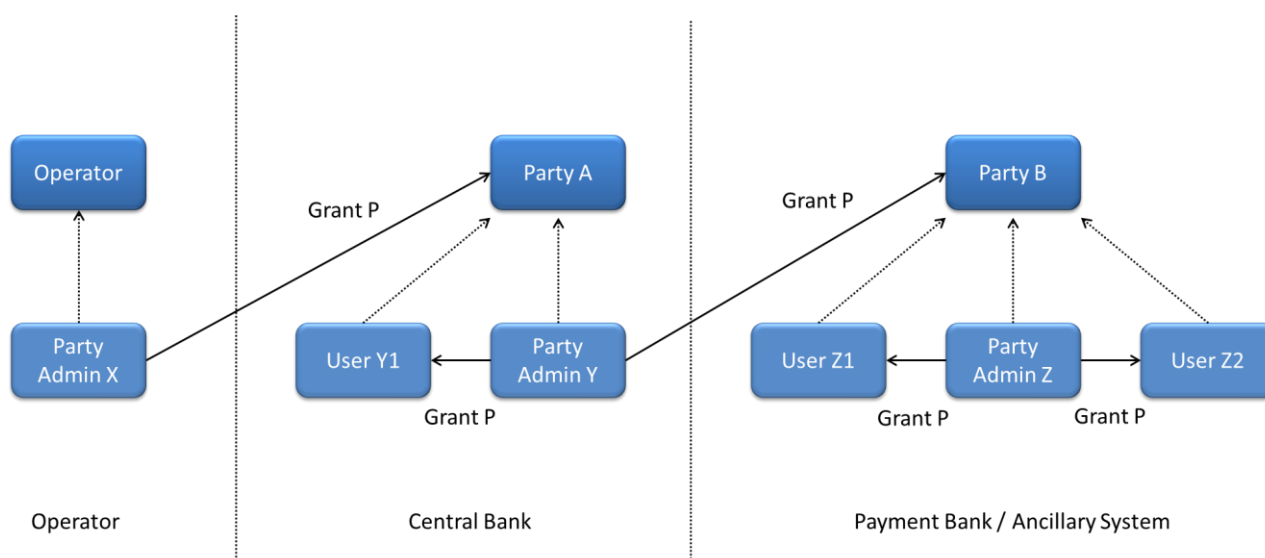 Operator
Party A
Party B
Grant P
Grant P
Party
Admin X
User Y1
Party
Admin Y
User Z1
Party
Admin Z
User Z2
Grant P
Grant P
Grant P
Operator
Central Bank
Payment Bank / Ancillary System